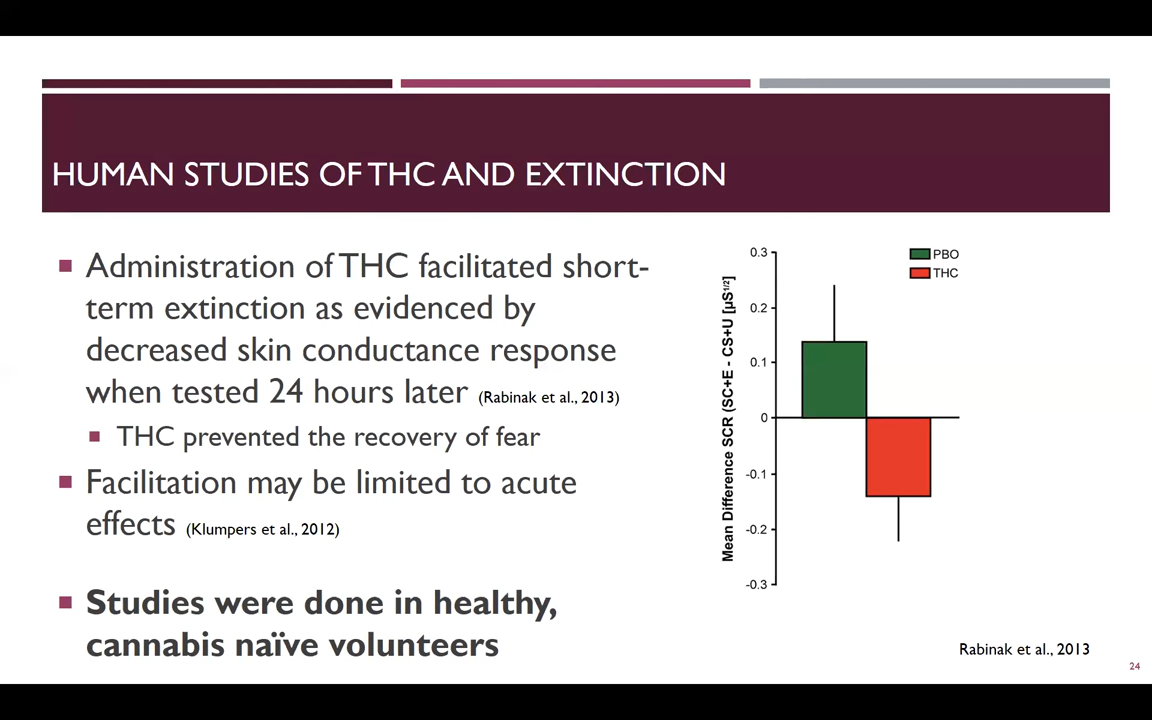 HUMAN STUDIES OF THC AND EXTINCTION
Administration of THC facilitated short-
term extinction as evidenced by
decreased skin conductance response
when tested 24 hours later (Rabinak et al., 2013)
THC prevented the recovery of fear
Facilitation may be limited to acute
effects (Klumpers et al., 2012)
Studies were done in healthy,
cannabis naïve volunteers
Mean Difference SCR (SC+E - CS+U [µS1/2]
0.3
0.2
0.1
0
-0.1
-0.2
-0.3
PBO
THC
Rabinak et al., 2013
24